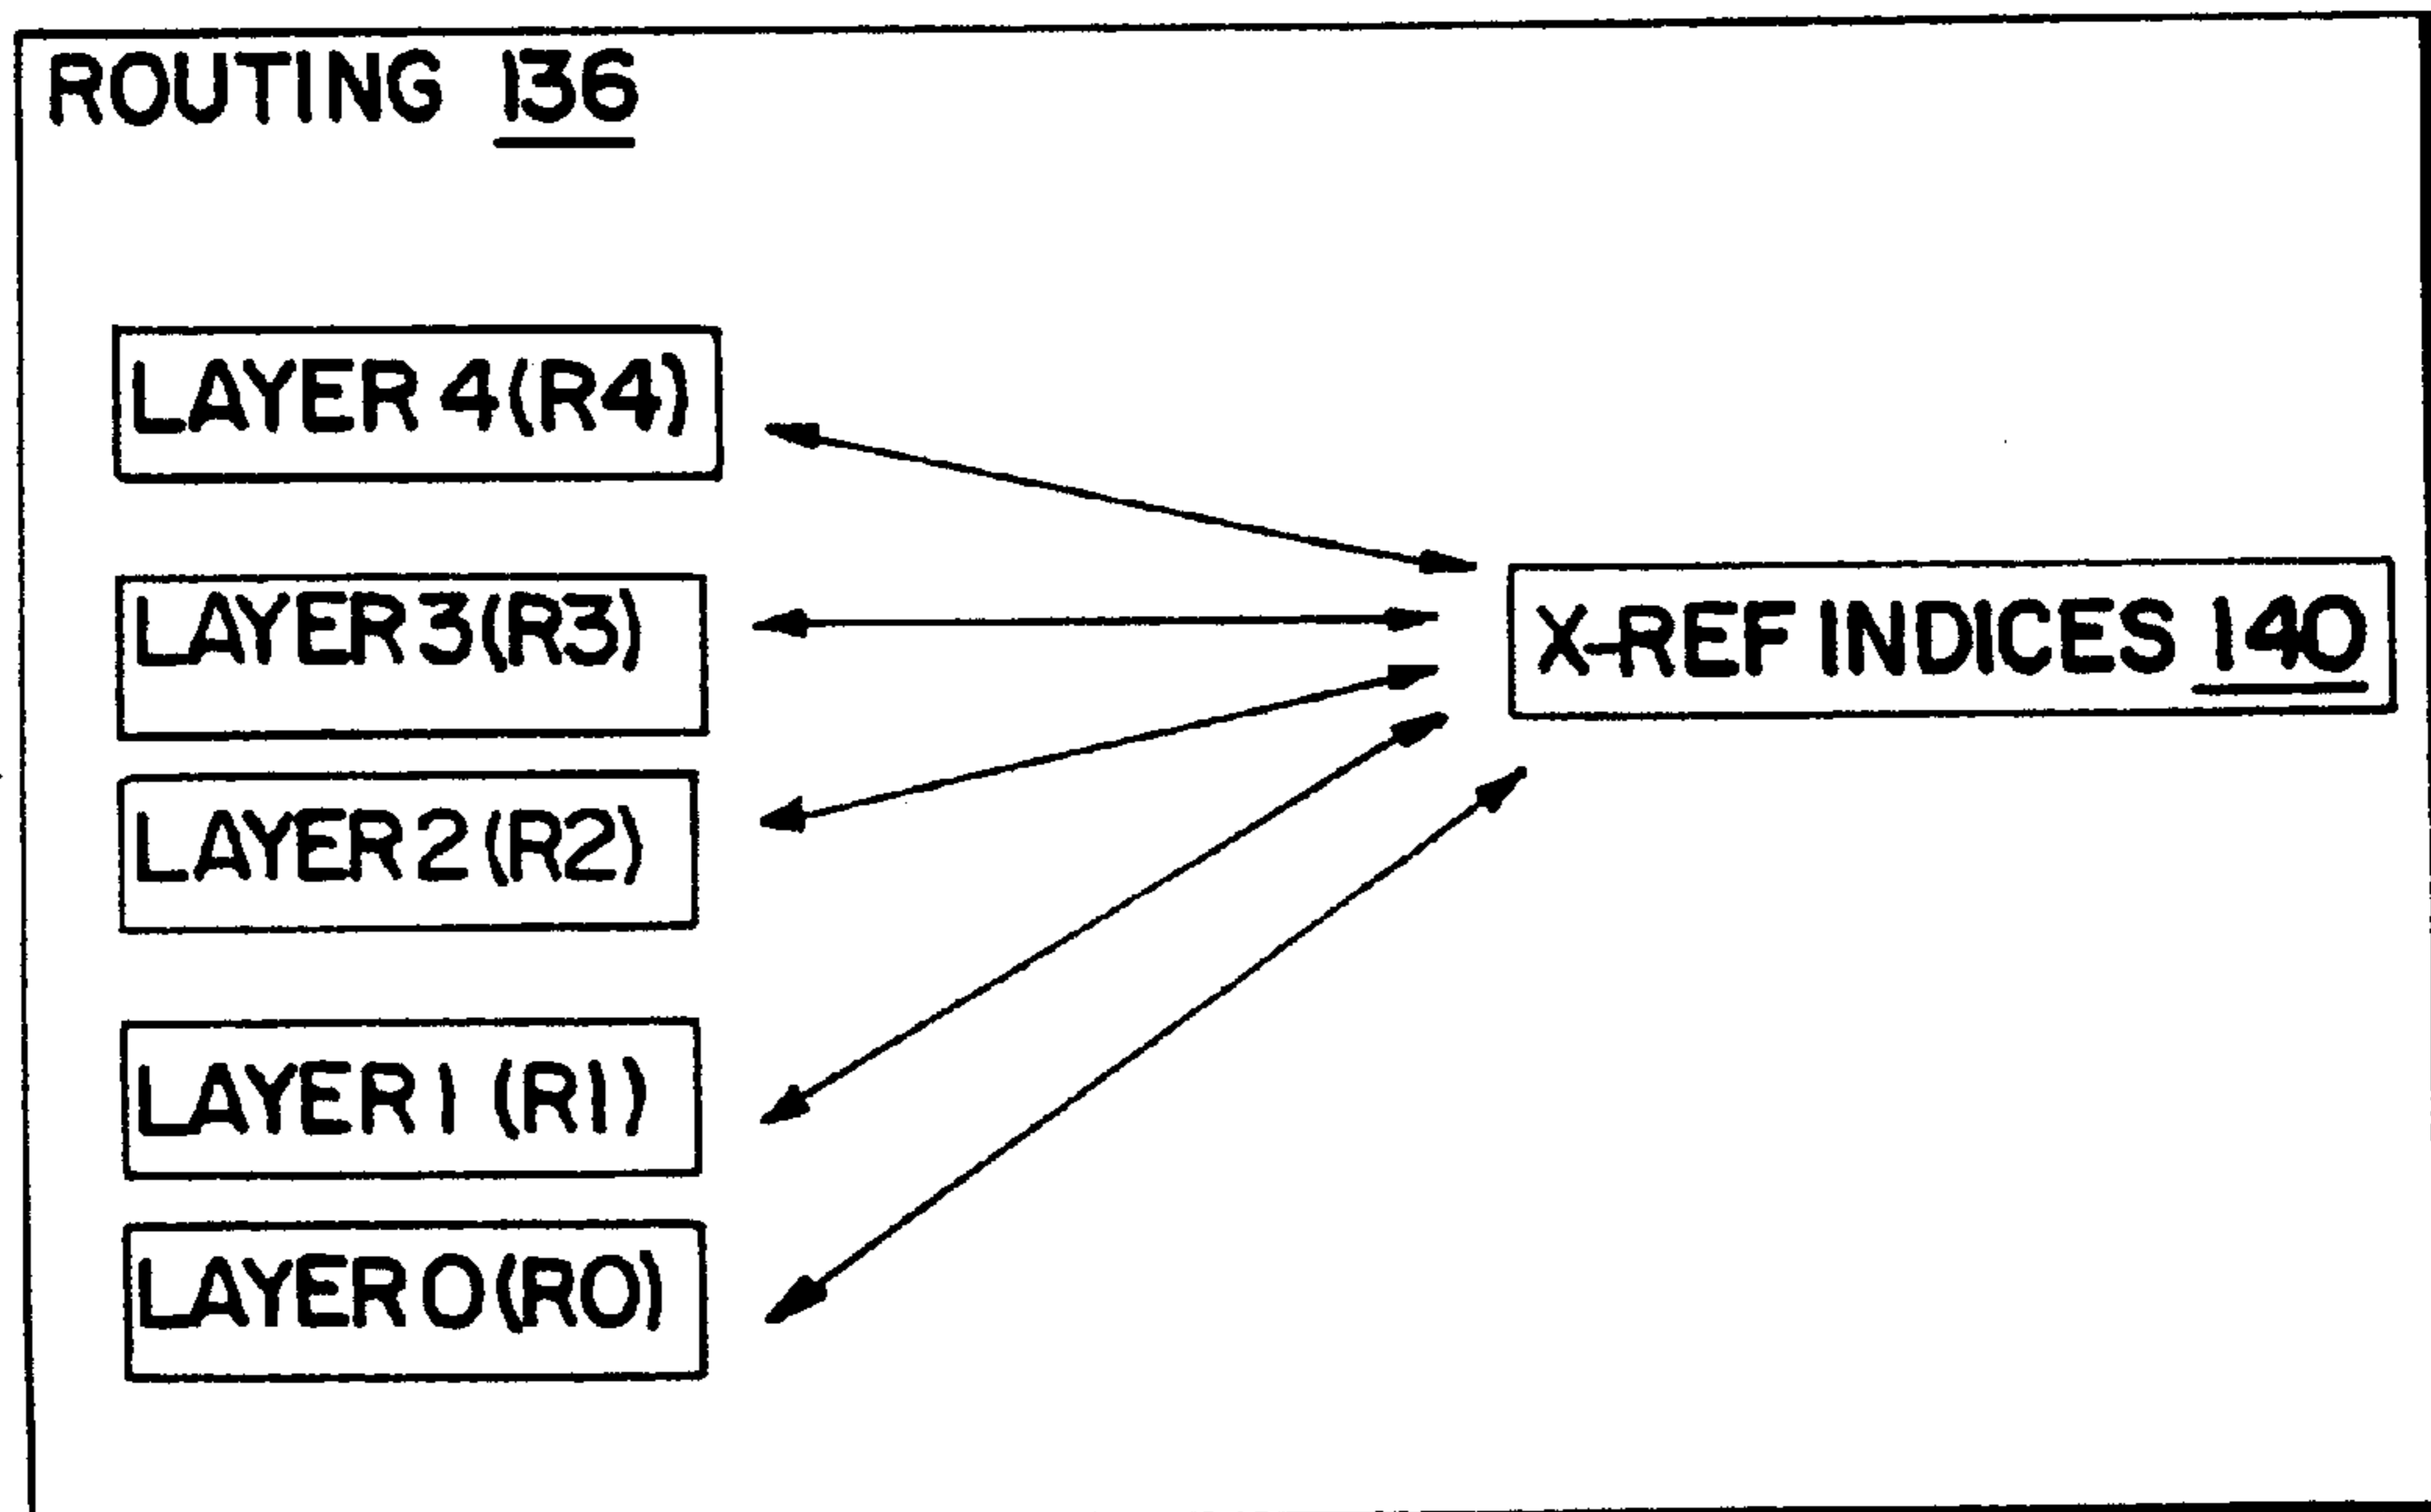 ROUTING 136
LAYER 4(R4)
LAYER 3(R3)
X-REF INDICES 140
LAYER 2(R2)
LAYER 1 (R1)
LAYER 0(R0)